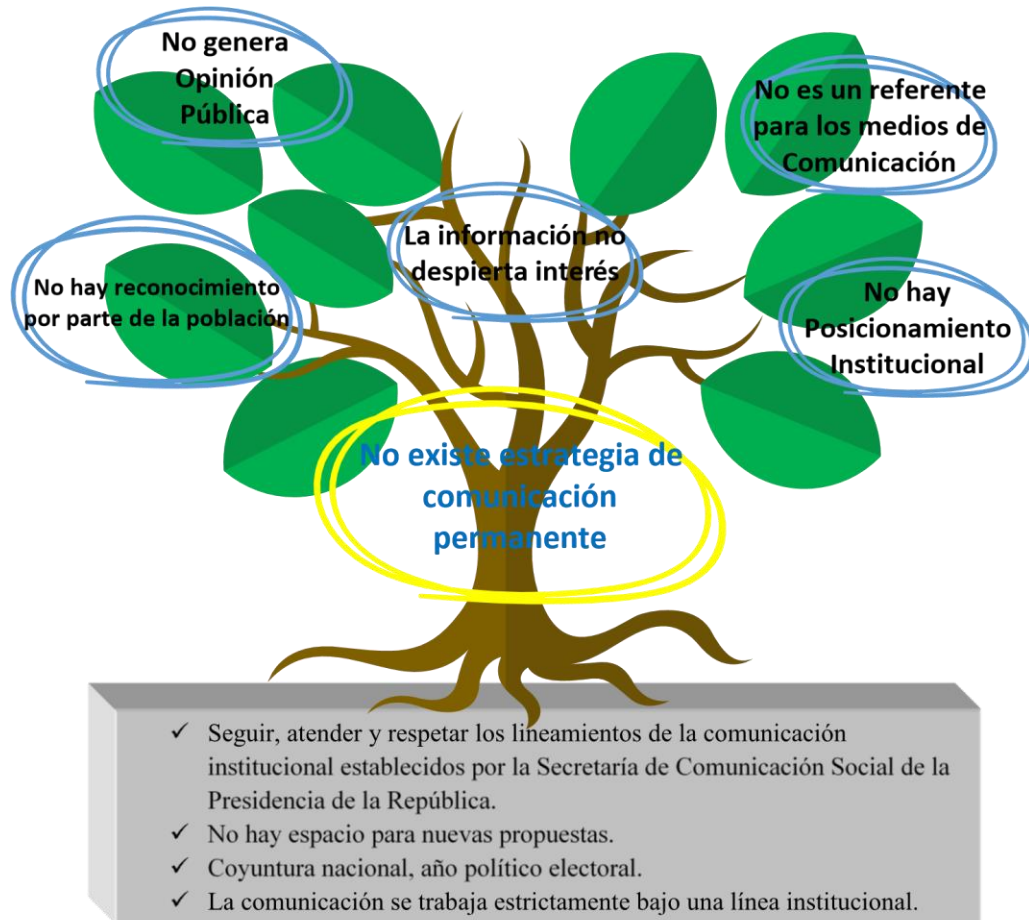 No genera
Opinión
Pública
No es un referente
para los medios de
Comunicación
La información no
despierta interés
No hay reconocimiento
por parte de la población
No hay
Posicionamiento
Institucional
No existe estrategia de
comunicación
permanente
✓ Seguir, atender y respetar los lineamientos de la comunicación
institucional establecidos por la Secretaría de Comunicación Social de la
Presidencia de la República.
✓ No hay espacio para nuevas propuestas.
✓ Coyuntura nacional, año político electoral.
✓ La comunicación se trabaja estrictamente bajo una línea institucional.